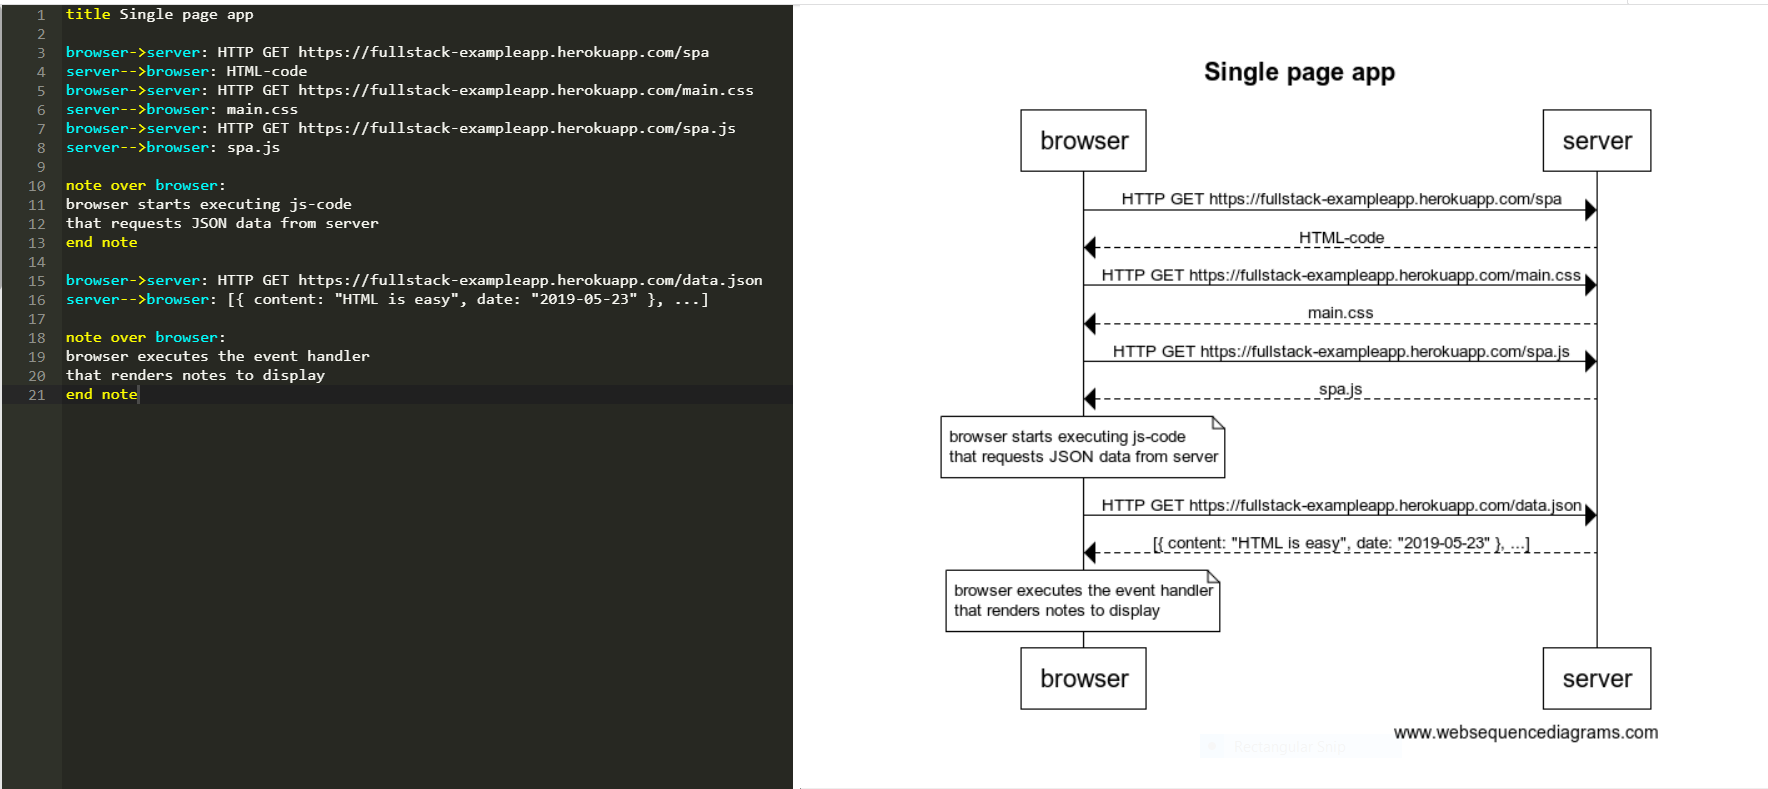 1 title Single page app
2
3 browser->server: HTTP GET https://fullstack-exampleapp.herokuapp.com/spa
4 server-->browser: HTML-code
5 browser->server: HTTP GET https://fullstack-exampleapp.herokuapp.com/main.css
6 server-->browser: main.css
7 browser->server: HTTP GET https://fullstack-exampleapp.herokuapp.com/spa.js
8 server-->browser: spa.js
9
10 note over browser:
11 browser starts executing js-code
12 that requests JSON data from server
13 end note
14
15 browser->server: HTTP GET https://fullstack-exampleapp.herokuapp.com/data.json
16 server-->browser: [{ content: "HTML is easy", date: "2019-05-23" }, ...]
17
18 note over browser:
19 browser executes the event handler
20 that renders notes to display
21 end note
Single page app
browser server
HTTP GET https://fullstack-exampleapp.herokuapp.com/spa
HTML-code
HTTP GET https://fullstack-exampleapp.herokuapp.com/main.css
main.css
HTTP GET https://fullstack-exampleapp.herokuapp.com/spa.js
spa.js
browser starts executing js-code
that requests JSON data from server
HTTP GET https://fullstack-exampleapp.herokuapp.com/data.json
[{ content: "HTML is easy", date: "2019-05-23" }, ...]
browser executes the event handler
that renders notes to display
browser server
www.websequencediagrams.com
Rectangular Snip